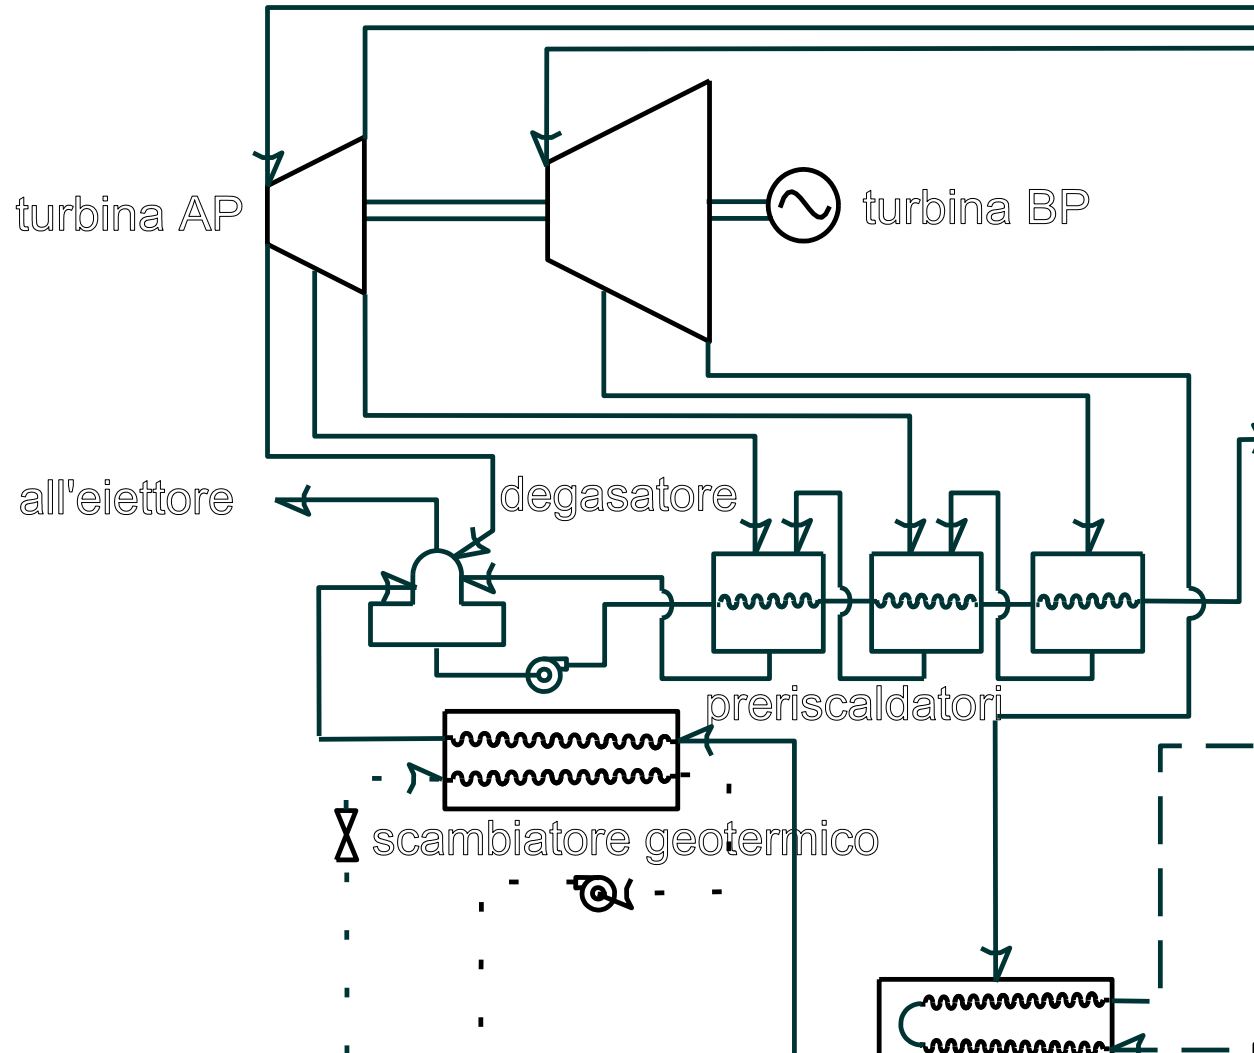 turbina AP
turbina BP
all'eiettore
degasatore
preriscaldatori
scambiatore geotermico